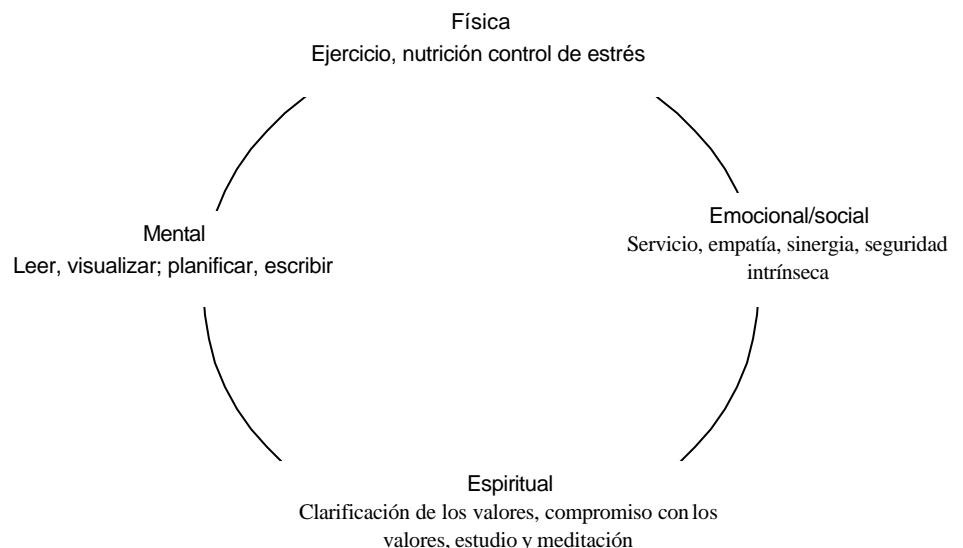 Física
Ejercicio, nutrición control de estrés
Emocional/social
Servicio, empatía, sinergia, seguridad
intrínseca
Mental
Leer, visualizar; planificar, escribir
Espiritual
Clarificación de los valores, compromiso con los
valores, estudio y meditación